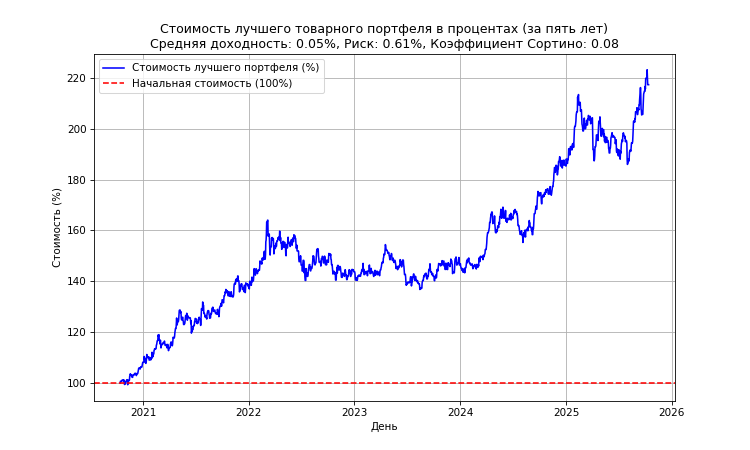 Стоимость лучшего товарного портфеля в процентах (за пять лет)
Средняя доходность: 0.05%, Риск: 0.61%, Коэффициент Сортино: 0.08
Стоимость лучшего портфеля (%)
Начальная стоимость (100%)
Стоимость (%)
220
200
180
160
140
120
100
2021
2022
2023
2024
2025
2026
День